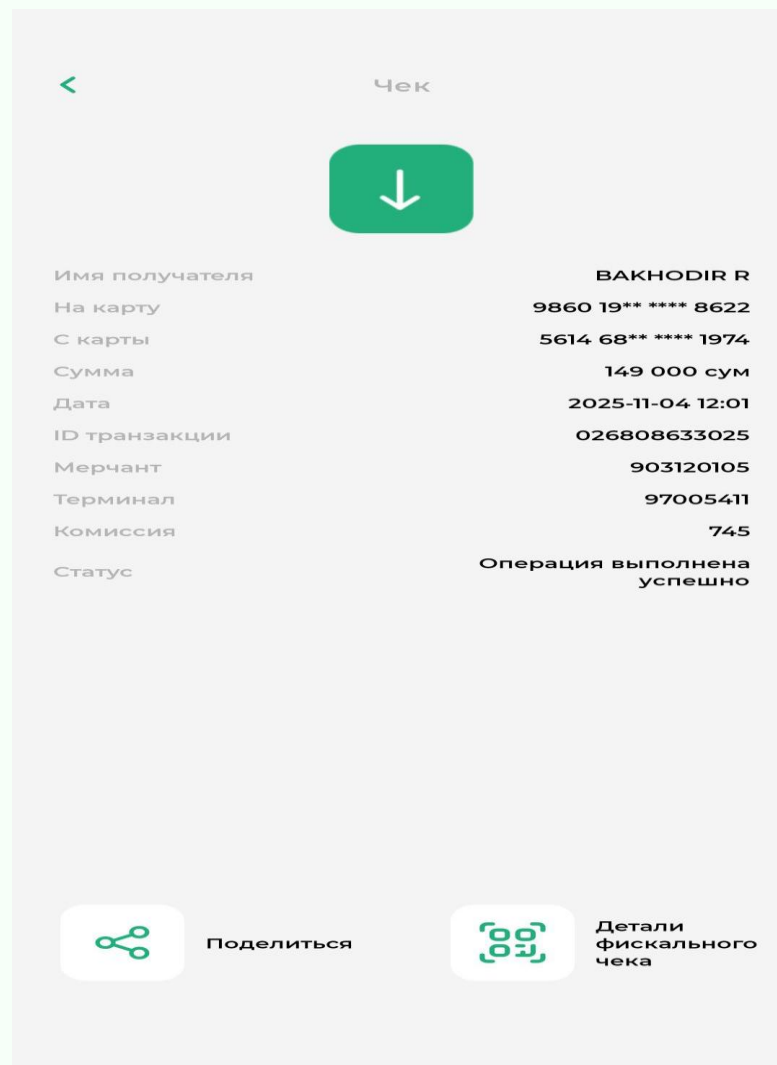 Чек
Имя получателя BAKHODIR R
На карту 9860 19** **** 8622
С карты 5614 68** **** 1974
Сумма 149 000 сум
Дата 2025-11-04 12:01
ID транзакции 026808633025
Мерчант 903120105
Терминал 97005411
Комиссия 745
Статус Операция выполнена
успешно
Поделиться
Детали
фискального
чека